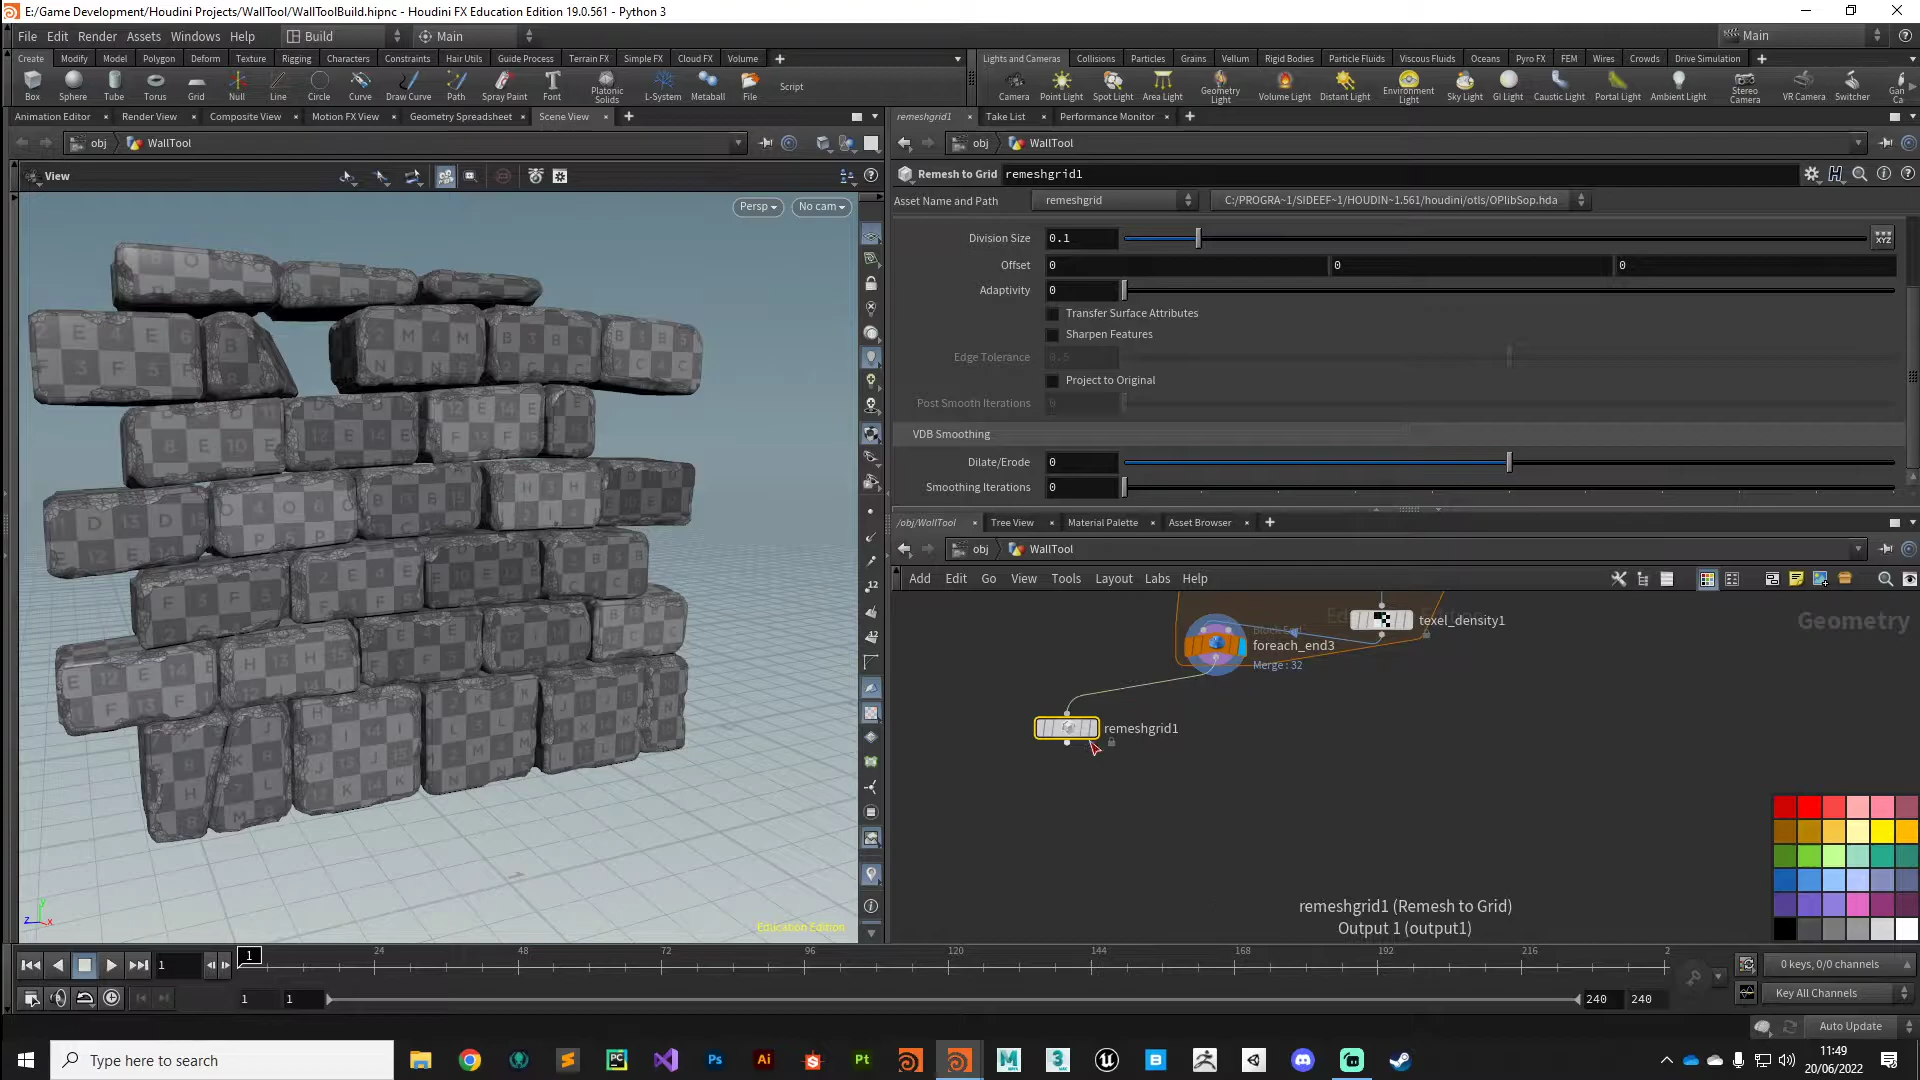 E:/Game Development/Houdini Projects/WallTool/WallToolBuild.hipnc - Houdini FX Education Edition 19.0.561 - Python 3
File Edit Render Assets Windows Help Build Main Main
Create Modify Model Polygon Deform Texture Rigging Characters Constraints Hair Utils Guide Process Terrain FX Simple FX Cloud FX Volume
Lights and Cameras Collisions Particles Grains Vellum Rigid Bodies Particle Fluids Viscous Fluids Oceans Pyro FX FEM Wires Crowds Drive Simulation
Box Sphere Tube Torus Grid Null Line Circle Curve Draw Curve Path Spray Paint Font Platonic Solids L-System Metaball File Script
Camera Point Light Spot Light Area Light Geometry Light Volume Light Distant Light Environment Light Sky Light GI Light Caustic Light Portal Light Ambient Light Stereo Camera VR Camera Switcher
Animation Editor Render View Composite View Motion FX View Geometry Spreadsheet Scene View
remeshgrid1 Take List Performance Monitor
obj WallTool
obj WallTool
View
Persp No cam
Remesh to Grid remeshgrid1
Asset Name and Path remeshgrid C:/PROGRA~1/SIDEEF~1/HOUDIN~1.561/houdini/otls/OPlibSop.hda
Division Size 0.1
Offset 0 0 0
Adaptivity 0
Transfer Surface Attributes
Sharpen Features
Edge Tolerance 0.5
Project to Original
Post Smooth Iterations 0
VDB Smoothing
Dilate/Erode 0
Smoothing Iterations 0
/obj/WallTool Tree View Material Palette Asset Browser
obj WallTool
Add Edit Go View Tools Layout Labs Help
Geometry
texel_density1
Block End
foreach_end3
Merge : 32
remeshgrid1
remeshgrid1 (Remesh to Grid)
Output 1 (output1)
Education Edition
1 1 24 48 72 96 120 144 168 192 216 2
0 keys, 0/0 channels
1 1 240 240 Key All Channels
Auto Update
Type here to search
11:49
20/06/2022